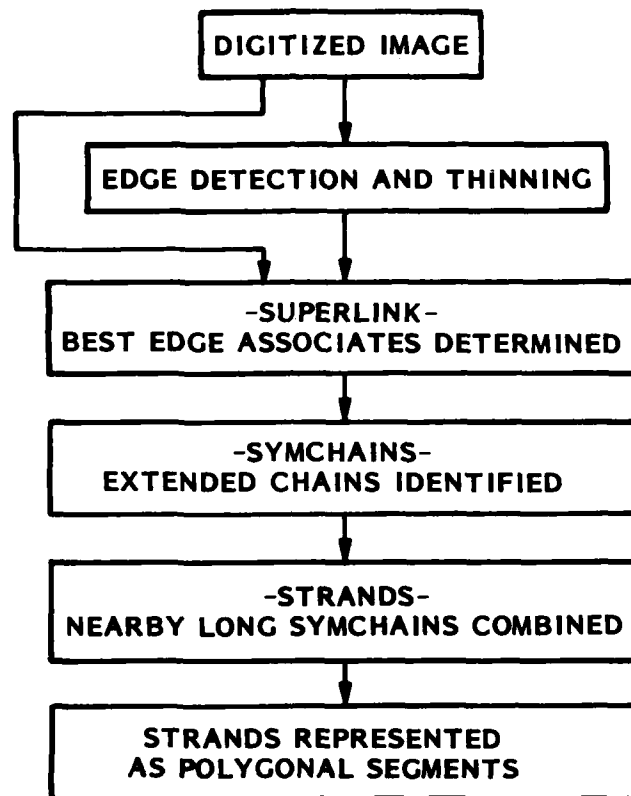 DIGITIZED IMAGE
EDGE DETECTION AND THINNING
-SUPERLINK-
BEST EDGE ASSOCIATES DETERMINED
-SYMCHAINS-
EXTENDED CHAINS IDENTIFIED
-STRANDS-
NEARBY LONG SYMCHAINS COMBINED
STRANDS REPRESENTED
AS POLYGONAL SEGMENTS